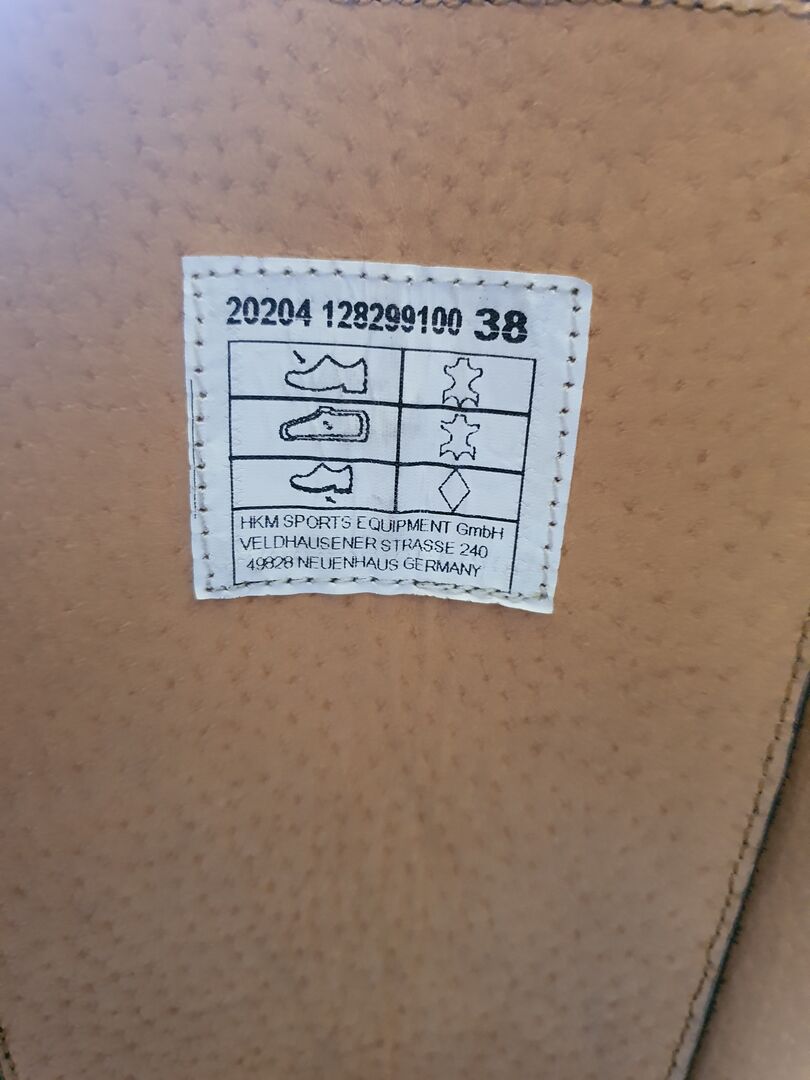 20204 128299100 38
HKM SPORTS EQUIPMENT GmbH
VELDHAUSENER STRASSE 240
49828 NEUENHAUS GERMANY